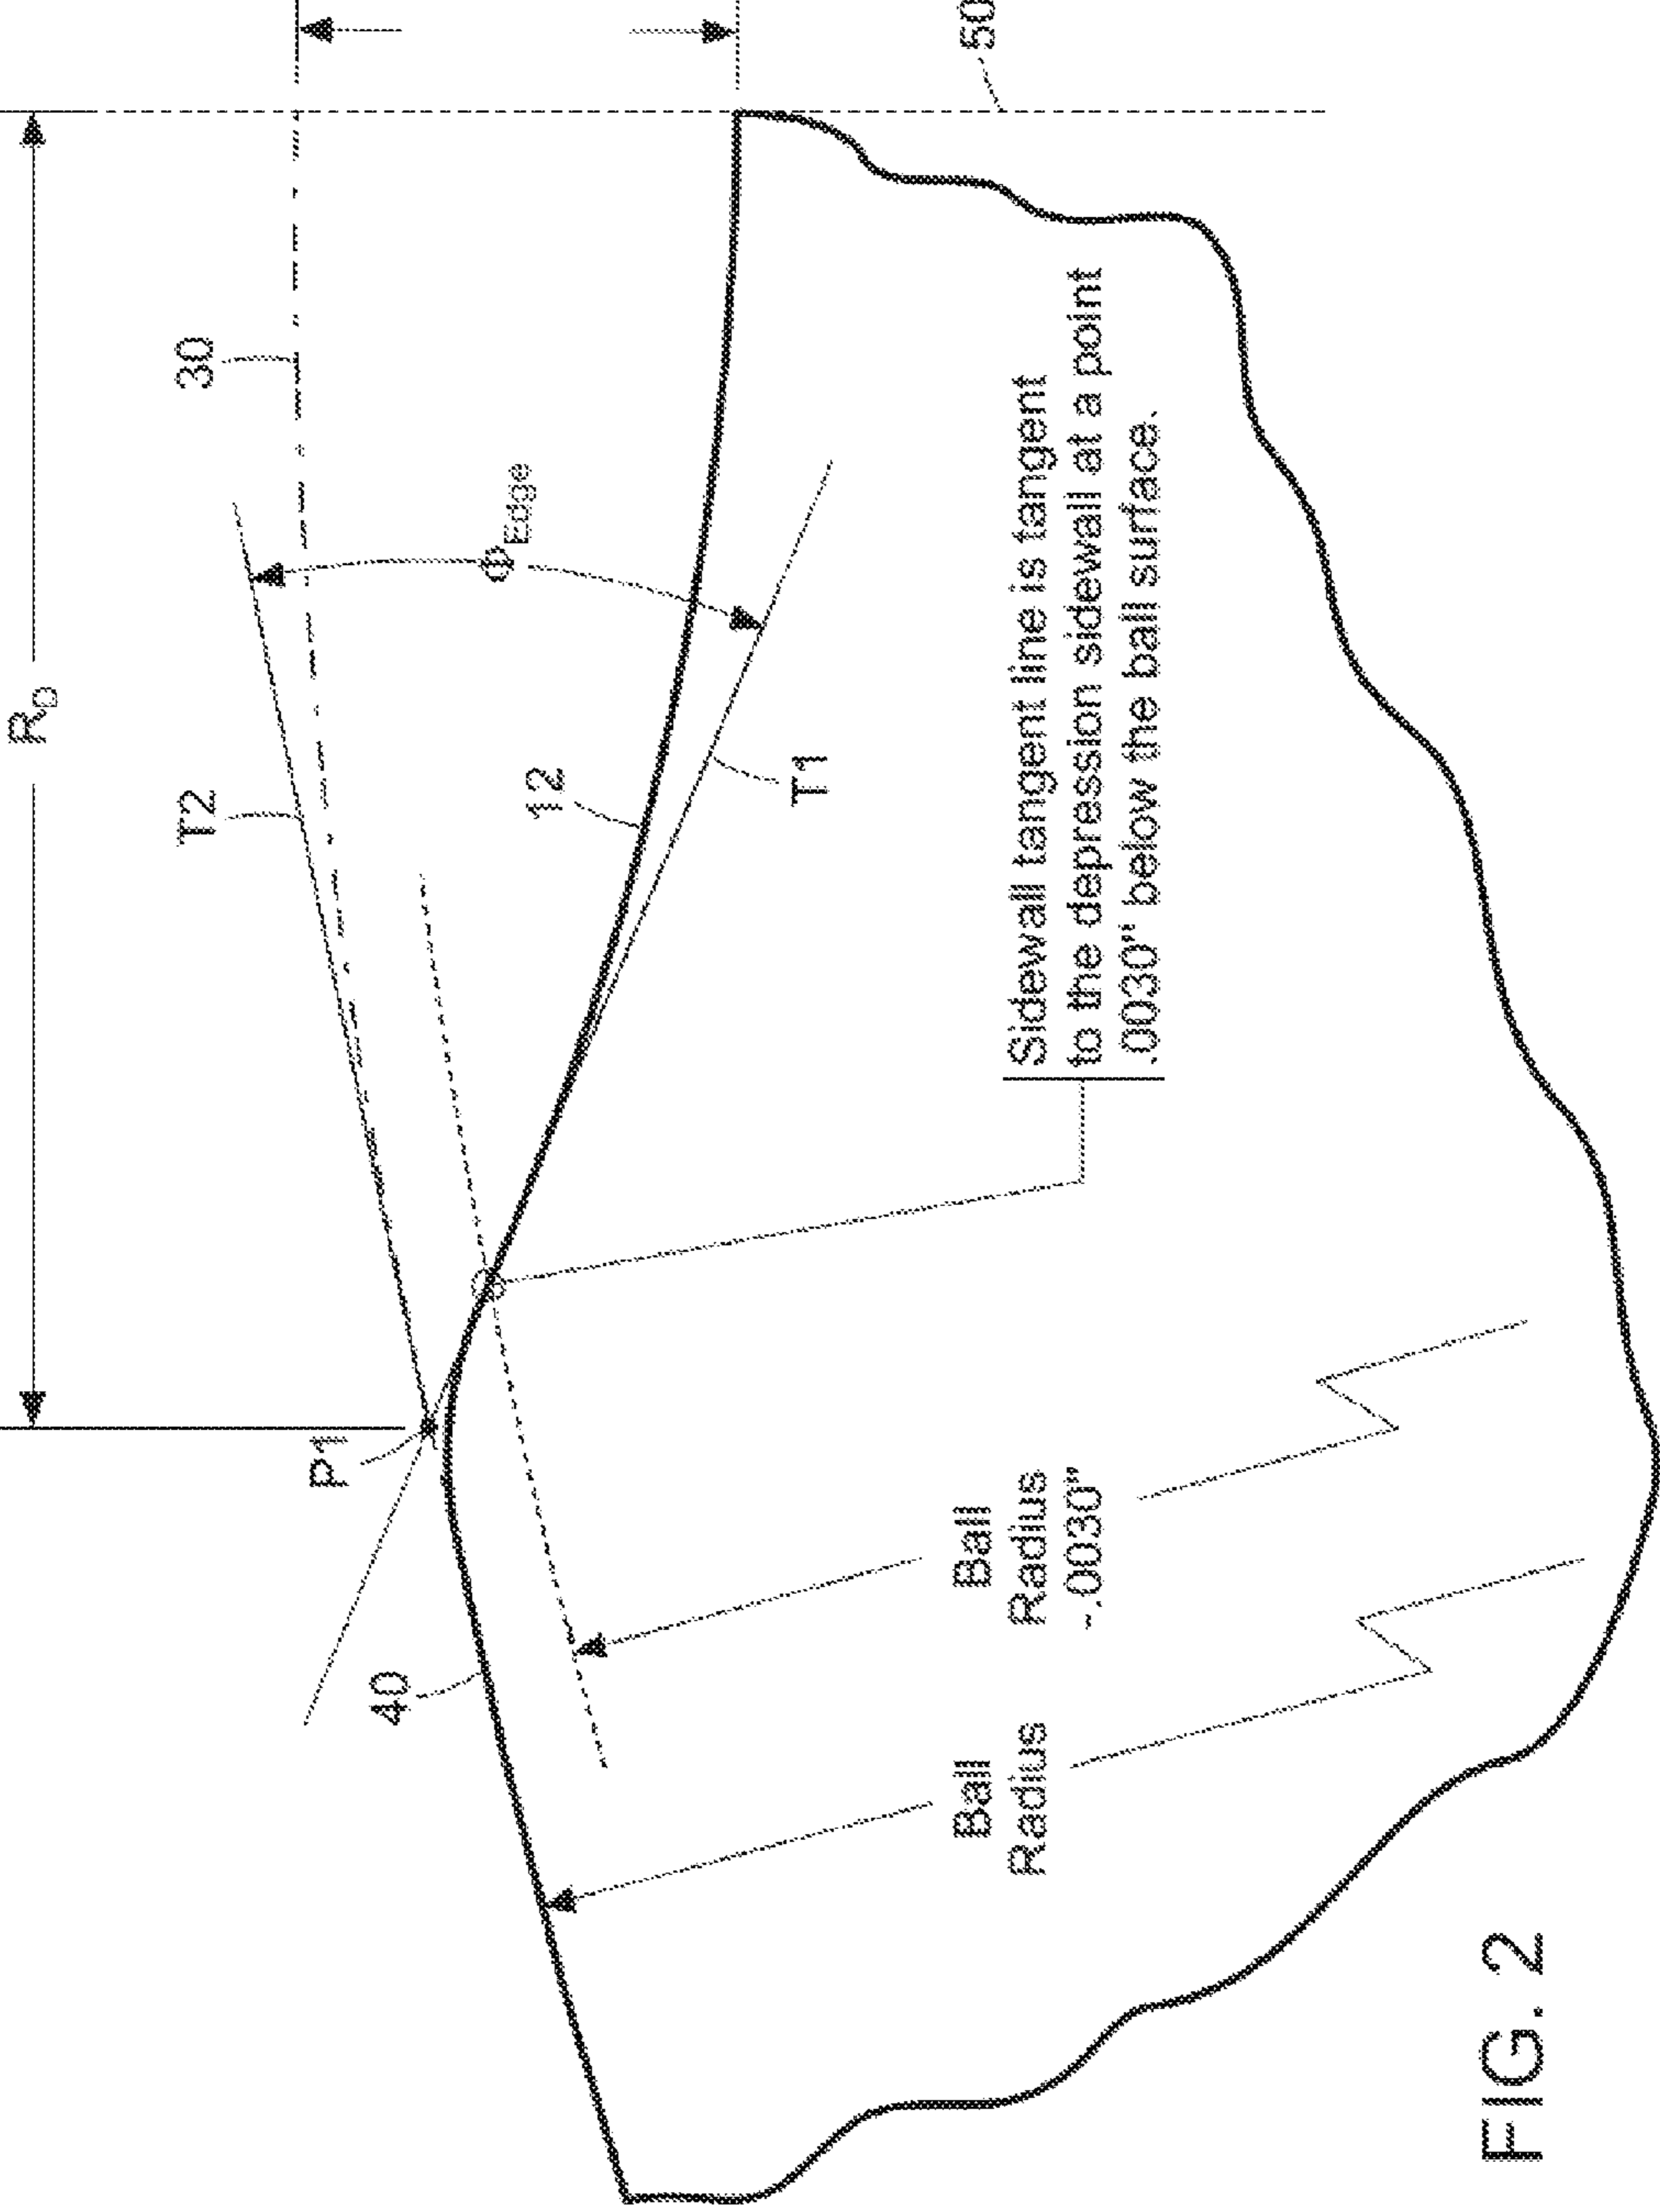 R_D
50
30
T2
Φ_Edge
12
T1
P1
Sidewall tangent line is tangent
to the depression sidewall at a point
.0030" below the ball surface.
40
Ball
Radius
-.0030"
Ball
Radius
FIG. 2